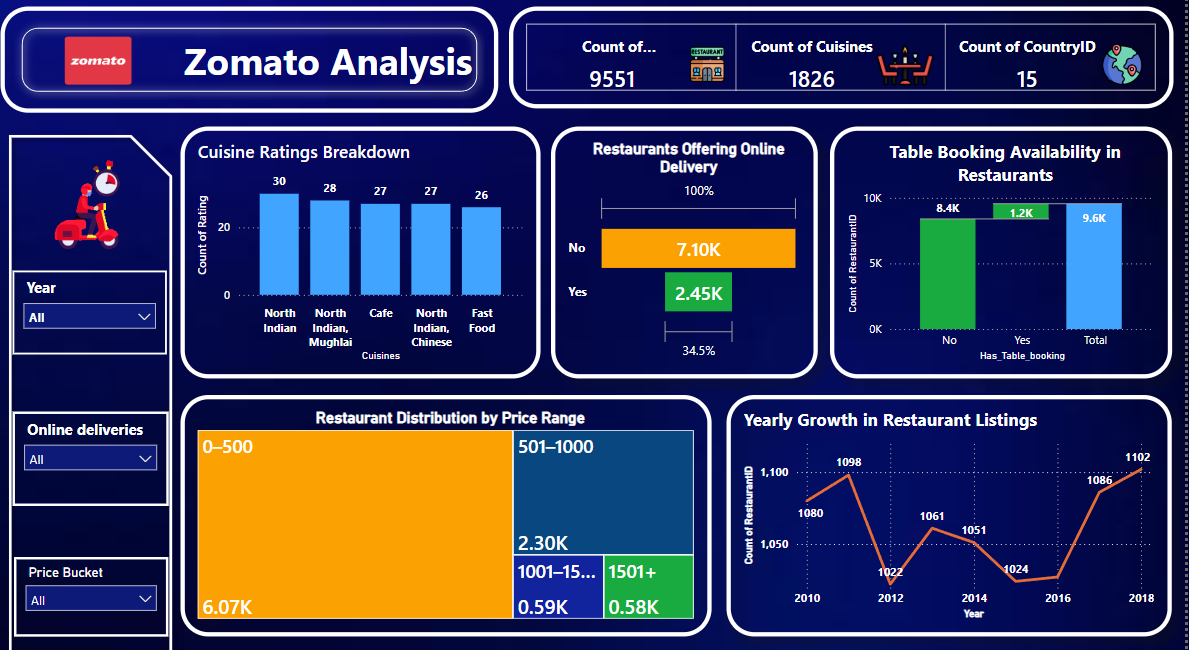 zomato
Zomato Analysis
Count of...
9551
RESTAURANT
Count of Cuisines
1826
Count of CountryID
15
Year
All
Online deliveries
All
Price Bucket
All
Cuisine Ratings Breakdown
Count of Rating
20
0
30
28
27
27
26
North
Indian
North
Indian,
Mughlai
Cafe
North
Indian,
Chinese
Fast
Food
Cuisines
Restaurants Offering Online
Delivery
100%
No
7.10K
Yes
2.45K
34.5%
Table Booking Availability in
Restaurants
Count of RestaurantID
10K
5K
0K
8.4K
1.2K
9.6K
No
Yes
Total
Has_Table_booking
Restaurant Distribution by Price Range
0–500
6.07K
501–1000
2.30K
1001–15...
0.59K
1501+
0.58K
Yearly Growth in Restaurant Listings
Count of RestaurantID
1,100
1,050
1080
1098
1022
1061
1051
1024
1086
1102
2010
2012
2014
2016
2018
Year